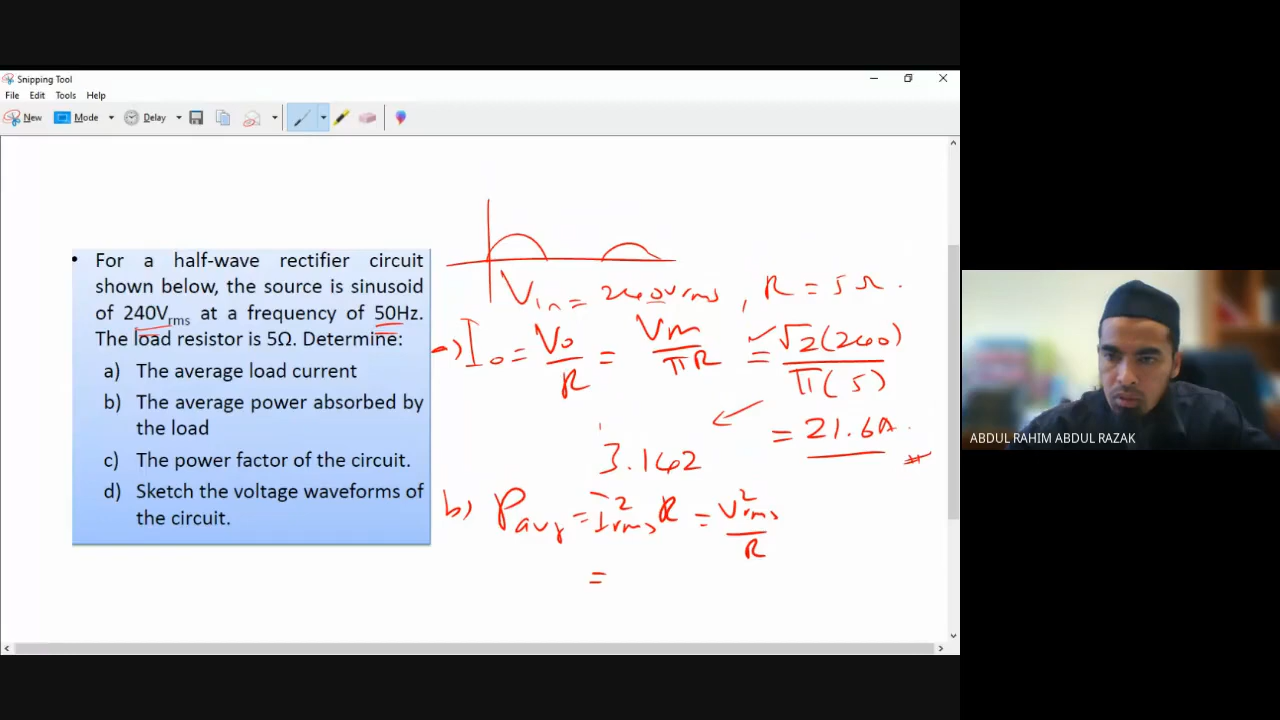 Snipping Tool
File Edit Tools Help
New Mode Delay
• For a half-wave rectifier circuit
shown below, the source is sinusoid
of 240Vrms at a frequency of 50Hz.
The load resistor is 5Ω. Determine:
a) The average load current
b) The average power absorbed by
the load
c) The power factor of the circuit.
d) Sketch the voltage waveforms of
the circuit.
Vin = 240Vrms , R = 5Ω.
a) Io = Vo/R = Vm/πR = √2(240)/π(5)
= 21.6A.
3.142
b) Pavg = I²rms R = V²rms/R
=
ABDUL RAHIM ABDUL RAZAK